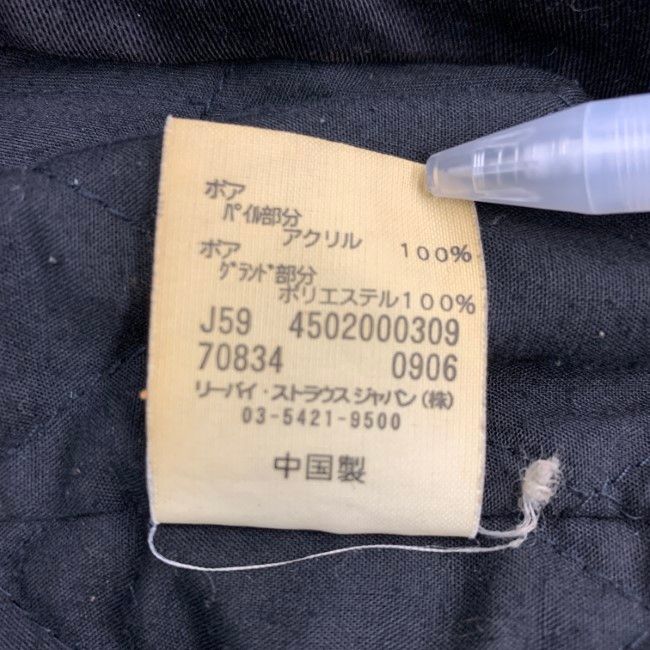 ボア
パイル部分
アクリル 100%
ボア
グランド部分
ポリエステル100%
J59 4502000309
70834 0906
リーバイ・ストラウスジャパン(株)
03-5421-9500
中国製